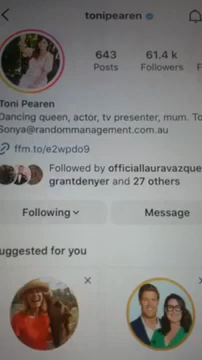 tonipearen
643
61.4k
Posts
Followers
F
Toni Pearen
Dancing queen, actor, tv presenter, mum. To
Sonya@randommanagement.com.au
ffm.to/e2wpdo9
Followed by officiallauravazque
grantdenyer and 27 others
Following
Message
uggested for you